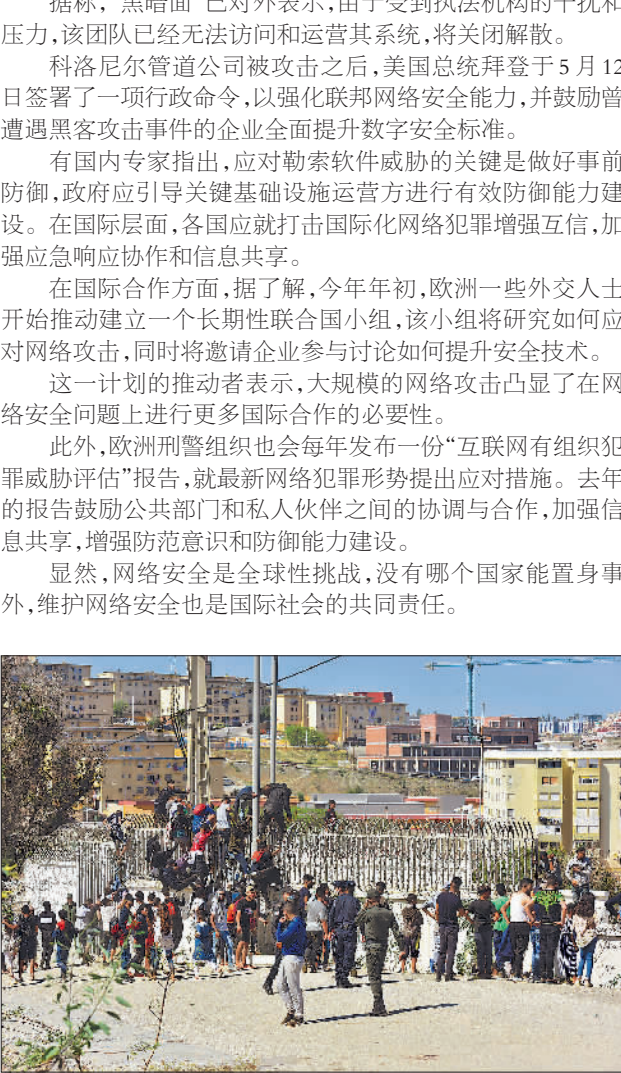 据称，“黑暗面”已对外表示，由于受到执法机构的干扰和
压力，该团队已经无法访问和运营其系统，将关闭解散。
科洛尼尔管道公司被攻击之后，美国总统拜登于5月12
日签署了一项行政命令，以强化联邦网络安全能力，并鼓励曾
遭遇黑客攻击事件的企业全面提升数字安全标准。
有国内专家指出，应对勒索软件威胁的关键是做好事前
防御，政府应引导关键基础设施运营方进行有效防御能力建
设。在国际层面，各国应就打击国际化网络犯罪增强互信，加
强应急响应协作和信息共享。
在国际合作方面，据了解，今年年初，欧洲一些外交人士
开始推动建立一个长期性联合国小组，该小组将研究如何应
对网络攻击，同时将邀请企业参与讨论如何提升安全技术。
这一计划的推动者表示，大规模的网络攻击凸显了在网
络安全问题上进行更多国际合作的必要性。
此外，欧洲刑警组织也会每年发布一份“互联网有组织犯
罪威胁评估”报告，就最新网络犯罪形势提出应对措施。去年
的报告鼓励公共部门和私人伙伴之间的协调与合作，加强信
息共享，增强防范意识和防御能力建设。
显然，网络安全是全球性挑战，没有哪个国家能置身事
外，维护网络安全也是国际社会的共同责任。